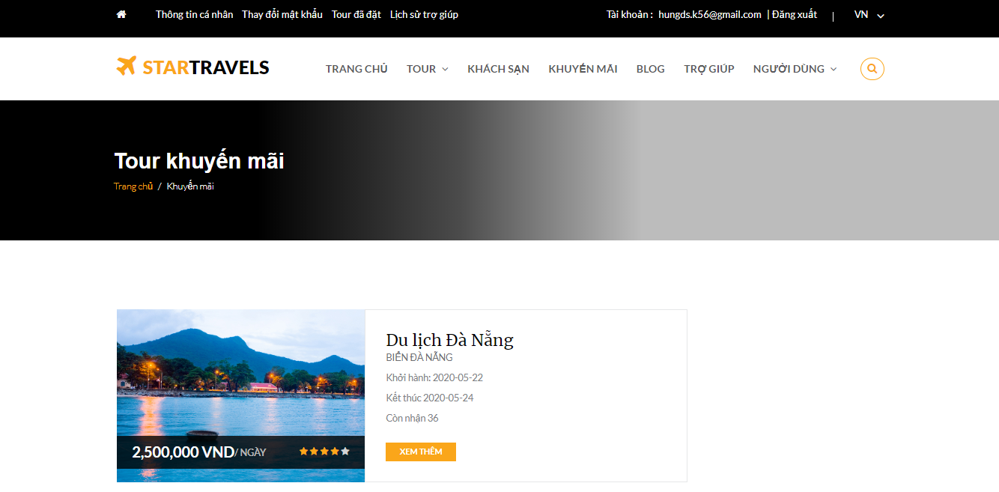 Thông tin cá nhân Thay đổi mật khẩu Tour đã đặt Lịch sử trợ giúp Tài khoản : hungds.k56@gmail.com | Đăng xuất | VN
STARTRAVELS TRANG CHỦ TOUR KHÁCH SẠN KHUYẾN MÃI BLOG TRỢ GIÚP NGƯỜI DÙNG
Tour khuyến mãi
Trang chủ / Khuyến mãi
Du lịch Đà Nẵng
BIỂN ĐÀ NẴNG
Khởi hành: 2020-05-22
Kết thúc 2020-05-24
Còn nhận 36
2,500,000 VND/ NGÀY
XEM THÊM